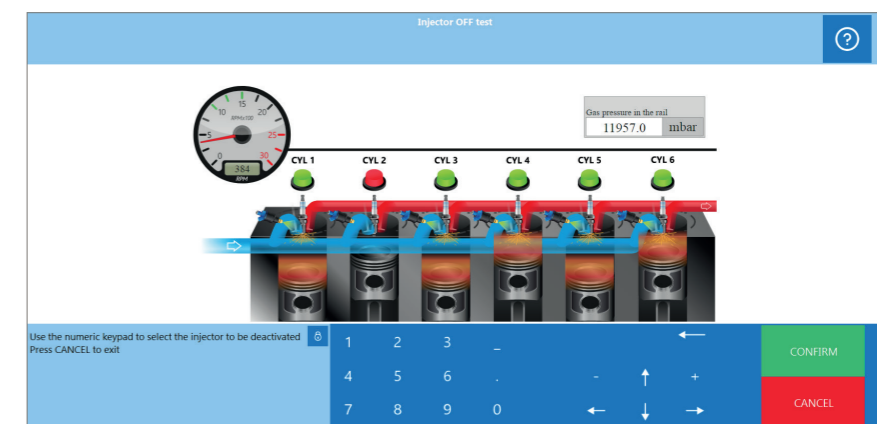 Injector OFF test
?
15
10
20
RPMx100
5
25
0
30
384
RPM
Gas pressure in the rail
11957.0 mbar
CYL 1 CYL 2 CYL 3 CYL 4 CYL 5 CYL 6
Use the numeric keypad to select the injector to be deactivated
Press CANCEL to exit
1 2 3 _
4 5 6 . - +
7 8 9 0
CONFIRM
CANCEL